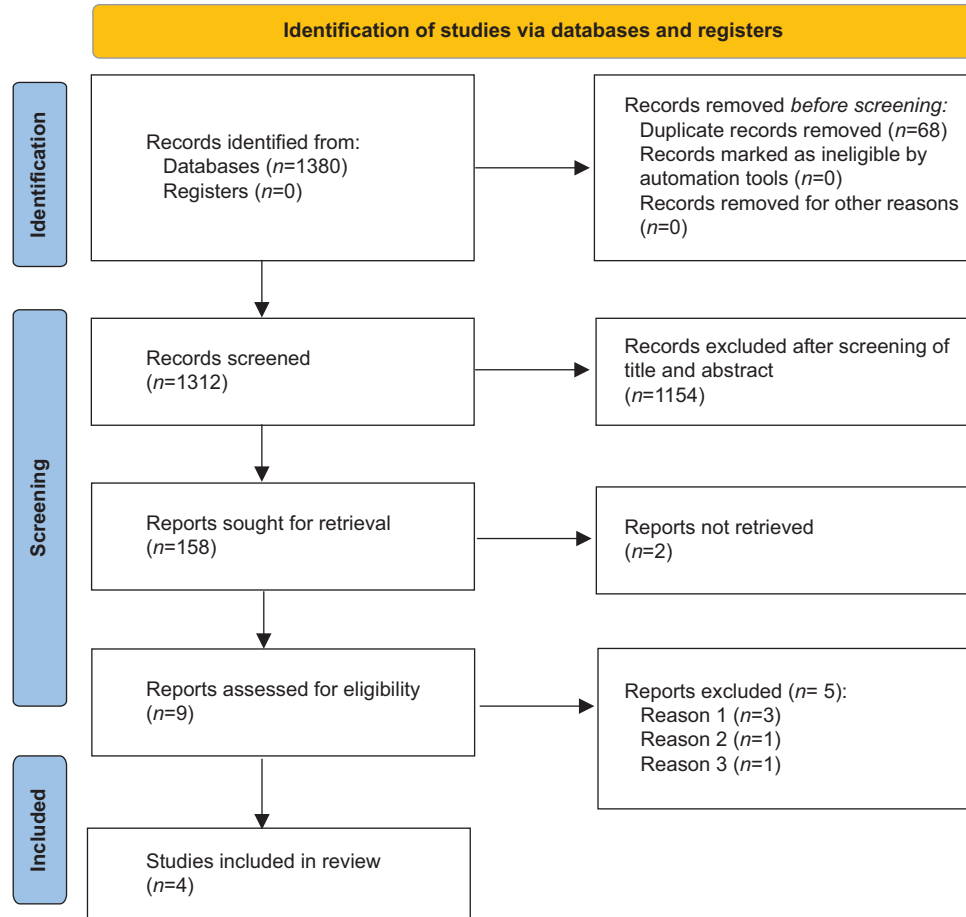 Identification of studies via databases and registers
Identification
Records identified from:
Databases (n=1380)
Registers (n=0)
Records removed before screening:
Duplicate records removed (n=68)
Records marked as ineligible by
automation tools (n=0)
Records removed for other reasons
(n=0)
Screening
Records screened
(n=1312)
Records excluded after screening of
title and abstract
(n=1154)
Reports sought for retrieval
(n=158)
Reports not retrieved
(n=2)
Reports assessed for eligibility
(n=9)
Reports excluded (n= 5):
Reason 1 (n=3)
Reason 2 (n=1)
Reason 3 (n=1)
Included
Studies included in review
(n=4)